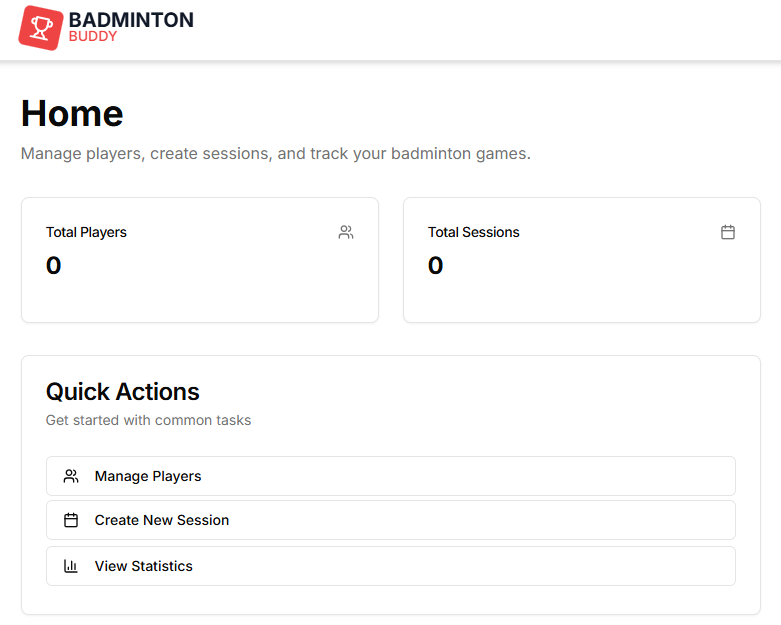 BADMINTON
BUDDY
Home
Manage players, create sessions, and track your badminton games.
Total Players
0
Total Sessions
0
Quick Actions
Get started with common tasks
Manage Players
Create New Session
View Statistics